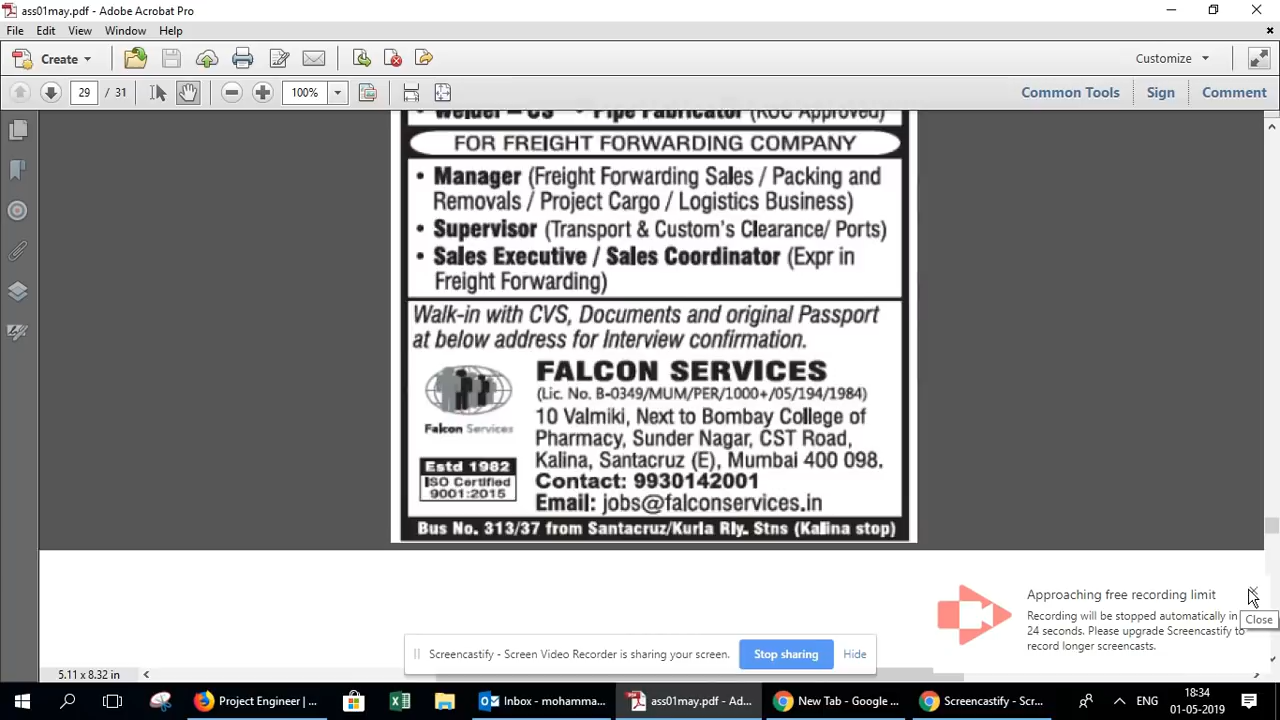 ass01may.pdf - Adobe Acrobat Pro
File Edit View Window Help
Create
Customize
29 / 31
100%
Common Tools Sign Comment
• Welder – CS • Pipe Fabricator (ROC Approved)
FOR FREIGHT FORWARDING COMPANY
• Manager (Freight Forwarding Sales / Packing and
Removals / Project Cargo / Logistics Business)
• Supervisor (Transport & Custom's Clearance/ Ports)
• Sales Executive / Sales Coordinator (Expr in
Freight Forwarding)
Walk-in with CVS, Documents and original Passport
at below address for Interview confirmation.
FALCON SERVICES
(Lic. No. B-0349/MUM/PER/1000+/05/194/1984)
10 Valmiki, Next to Bombay College of
Pharmacy, Sunder Nagar, CST Road,
Kalina, Santacruz (E), Mumbai 400 098.
Contact: 9930142001
Email: jobs@falconservices.in
Falcon Services
Estd 1982
ISO Certified
9001:2015
Bus No. 313/37 from Santacruz/Kurla Rly. Stns (Kalina stop)
Approaching free recording limit
Recording will be stopped automatically in
24 seconds. Please upgrade Screencastify to
record longer screencasts.
Close
Screencastify - Screen Video Recorder is sharing your screen. Stop sharing Hide
5.11 x 8.32 in
Project Engineer | ...
Inbox - mohamma...
ass01may.pdf - Ad...
New Tab - Google ...
Screencastify - Scr...
ENG
18:34
01-05-2019